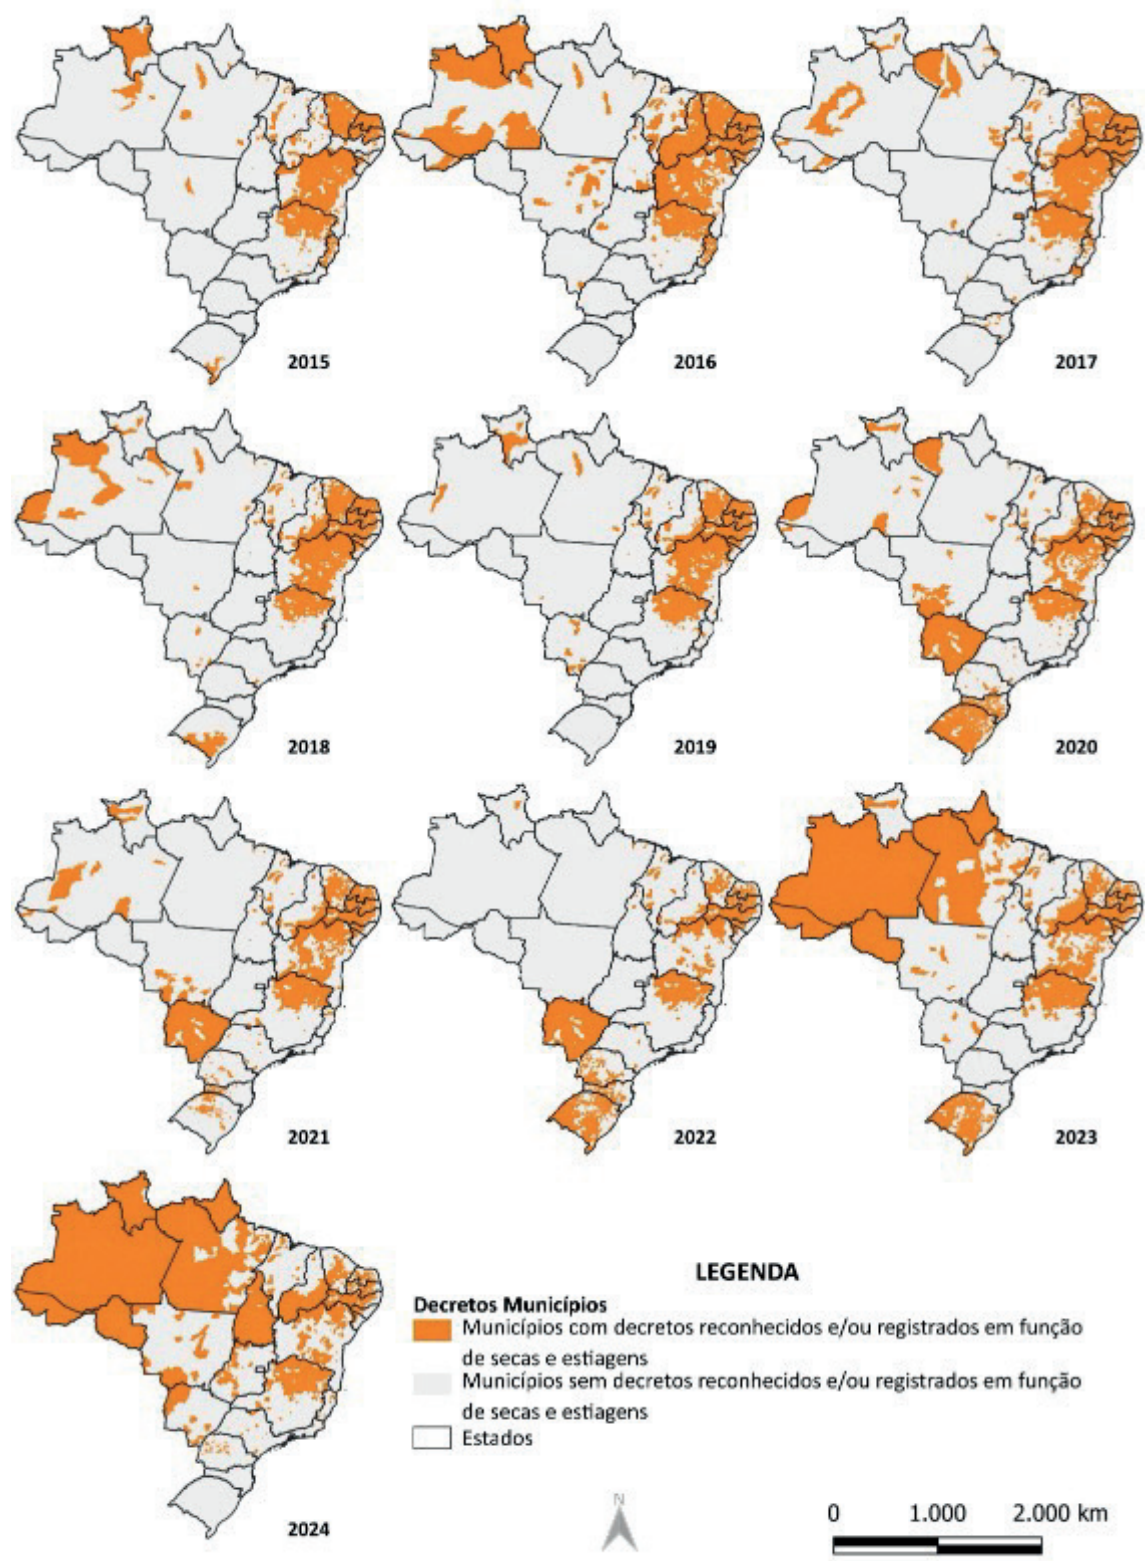 2015
2016
2017
2018
2019
2020
2021
2022
2023
2024
LEGENDA
Decretos Municípios
Municípios com decretos reconhecidos e/ou registrados em função
de secas e estiagens
Municípios sem decretos reconhecidos e/ou registrados em função
de secas e estiagens
Estados
N
0 1.000 2.000 km